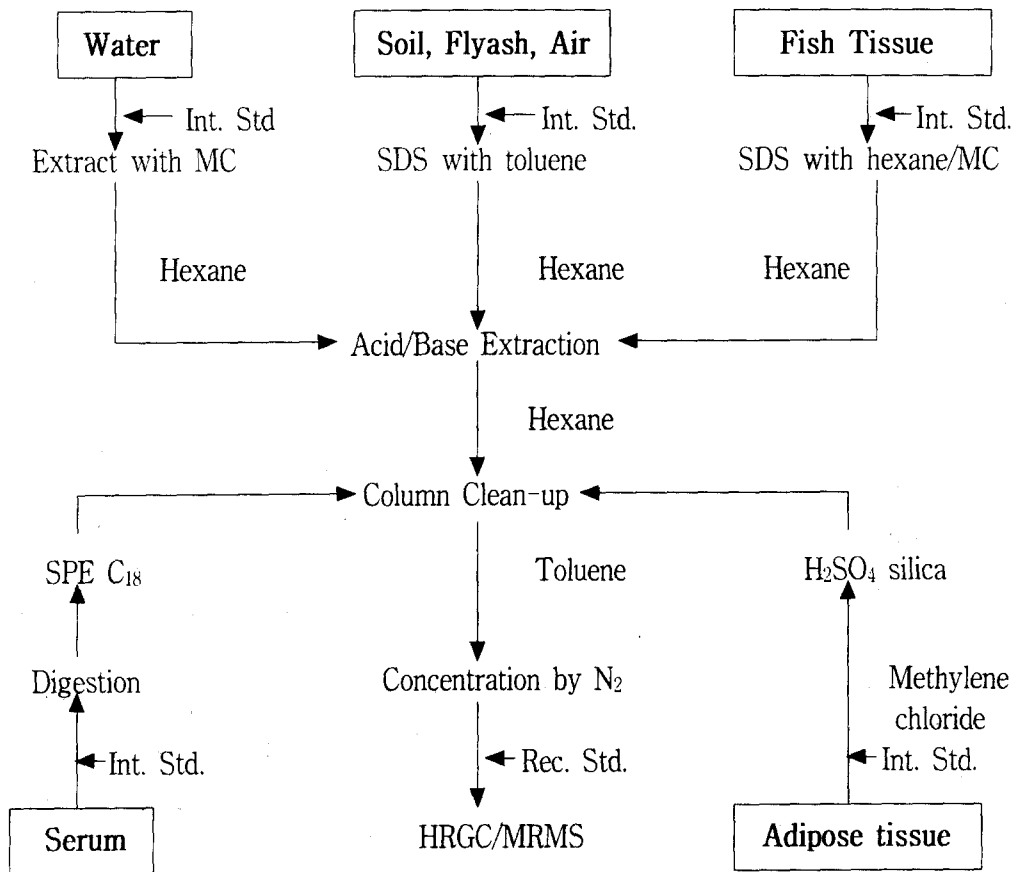 Water
Soil, Flyash, Air
Fish Tissue
Int. Std
Int. Std.
Int. Std.
Extract with MC
SDS with toluene
SDS with hexane/MC
Hexane
Hexane
Hexane
Acid/Base Extraction
Hexane
Column Clean-up
SPE C₁₈
Toluene
H₂SO₄ silica
Digestion
Concentration by N₂
Methylene
chloride
Int. Std.
Rec. Std.
Int. Std.
Serum
HRGC/MRMS
Adipose tissue